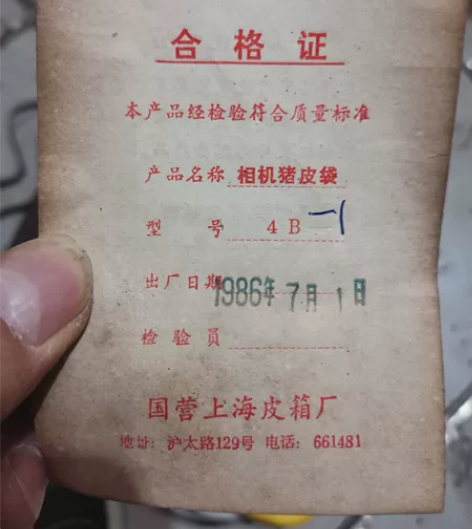 合格证
本产品经检验符合质量标准
产品名称 相机猪皮袋
型 号 4B-1
出厂日期 1986年7月1日
检验员
国营上海皮箱厂
地址:沪太路129号 电话:661481